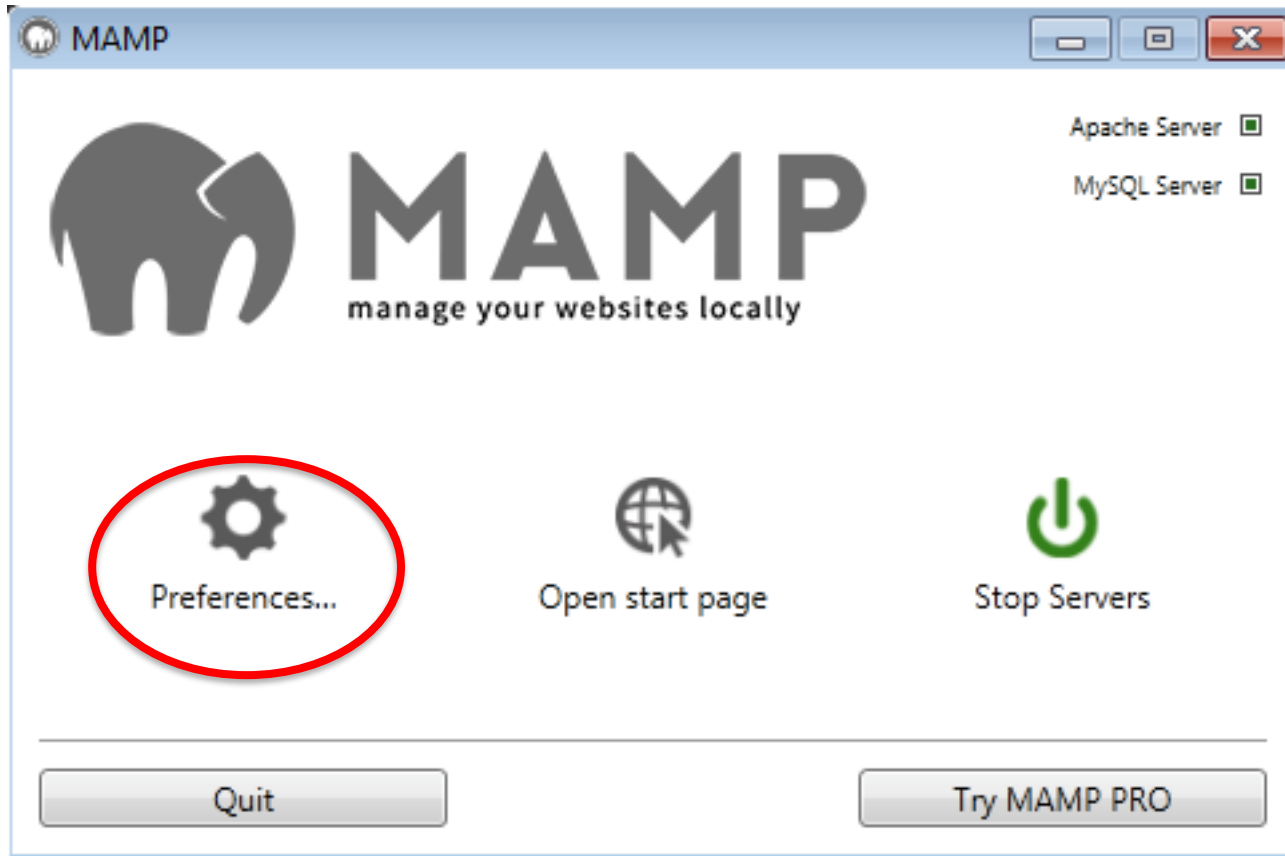 MAMP
Apache Server
MySQL Server
MAMP
manage your websites locally
Preferences...
Open start page
Stop Servers
Quit
Try MAMP PRO